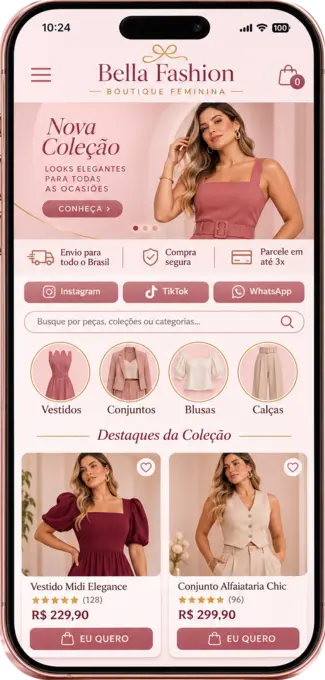 10:24
100
Bella Fashion
BOUTIQUE FEMININA
0
Nova
Coleção
LOOKS ELEGANTES
PARA TODAS
AS OCASIÕES
CONHEÇA >
Envio para
todo o Brasil
Compra
segura
Parcele em
até 3x
Instagram
TikTok
WhatsApp
Busque por peças, coleções ou categorias...
Vestidos
Conjuntos
Blusas
Calças
Destaques da Coleção
Vestido Midi Elegance
★★★★★ (128)
R$ 229,90
EU QUERO
Conjunto Alfaiataria Chic
★★★★★ (96)
R$ 299,90
EU QUERO